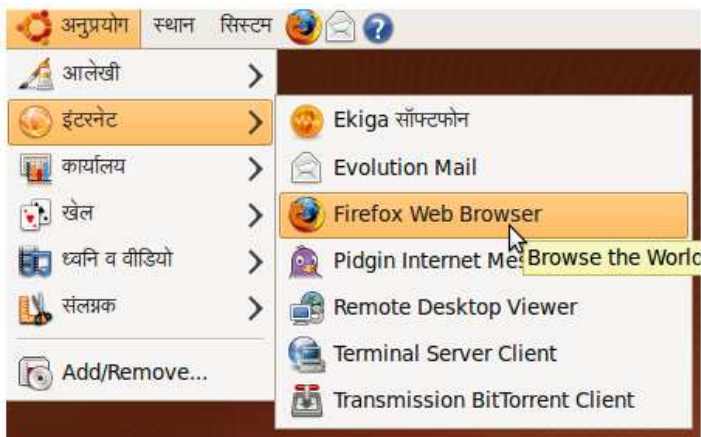 अनुप्रयोग स्थान सिस्टम
आलेखी
इंटरनेट
कार्यालय
खेल
ध्वनि व वीडियो
संलग्नक
Add/Remove...
Ekiga सॉफ्टफोन
Evolution Mail
Firefox Web Browser
Pidgin Internet
Browse the World
Remote Desktop Viewer
Terminal Server Client
Transmission BitTorrent Client